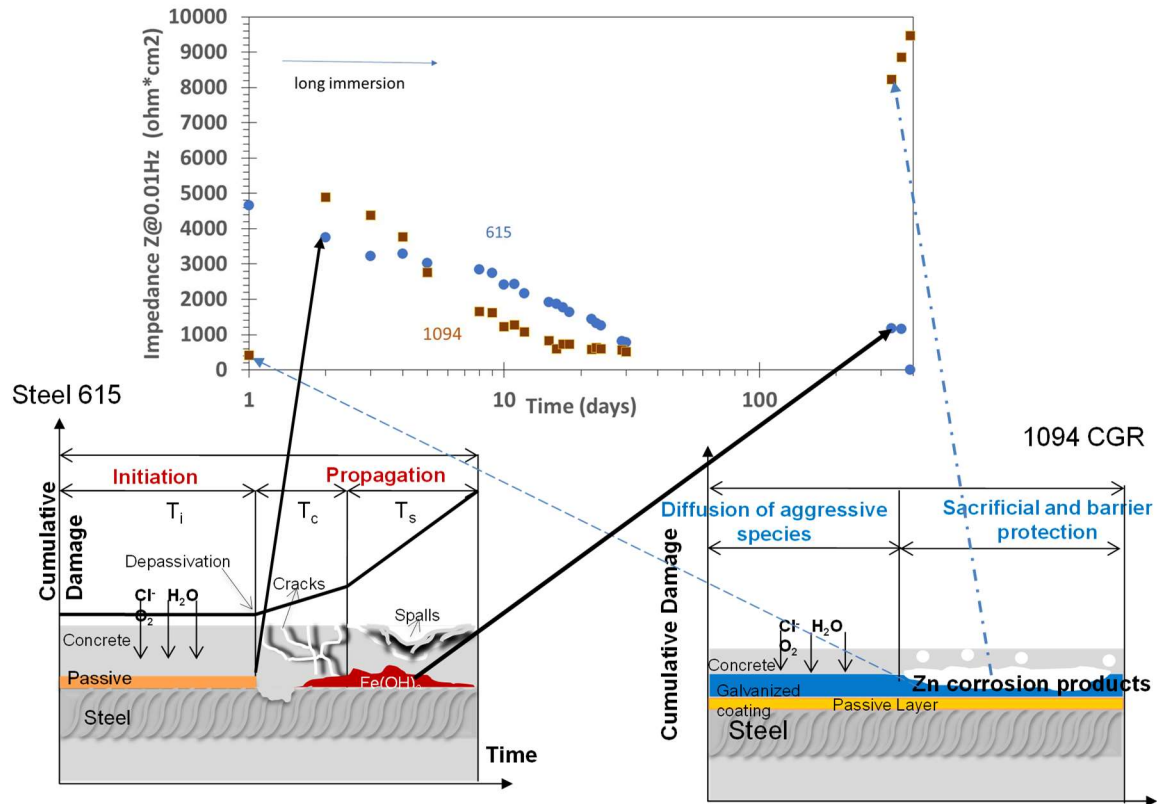 10000
9000
8000
7000
6000
5000
4000
3000
2000
1000
0
Impedance Z@0.01Hz (ohm*cm2)
long immersion
615
1094
1
10
100
Time (days)
Steel 615
Cumulative
Damage
Initiation
Propagation
Ti
Tc
Ts
Depassivation
Cracks
Spalls
Cl- H2O
O2
Concrete
Passive
Fe(OH)
Steel
Time
1094 CGR
Cumulative Damage
Diffusion of aggressive
species
Sacrificial and barrier
protection
Cl- H2O
O2
Concrete
Zn corrosion products
Galvanized
coating
Passive Layer
Steel